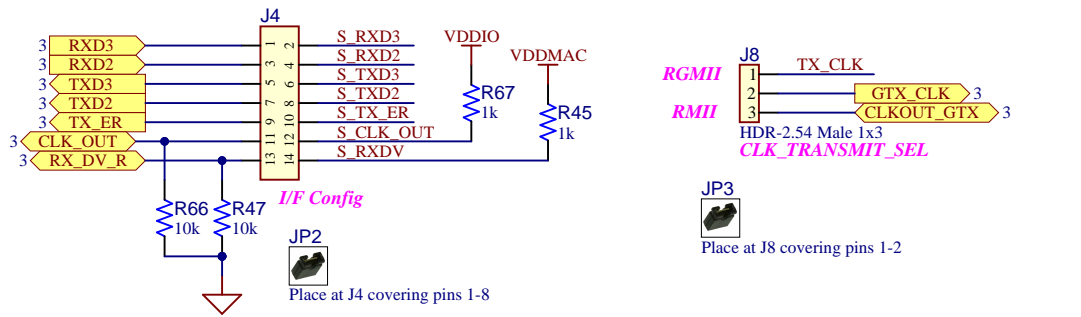 J4
3 RXD3 1 2 S_RXD3
3 RXD2 3 4 S_RXD2
3 TXD3 5 6 S_TXD3
3 TXD2 7 8 S_TXD2
3 TX_ER 9 10 S_TX_ER
3 CLK_OUT 11 12 S_CLK_OUT
3 RX_DV_R 13 14 S_RXDV
VDDIO
VDDMAC
R67
1k
R45
1k
I/F Config
R66
10k
R47
10k
JP2
Place at J4 covering pins 1-8
J8
RGMII 1 TX_CLK
2 GTX_CLK 3
RMII 3 CLKOUT_GTX 3
HDR-2.54 Male 1x3
CLK_TRANSMIT_SEL
JP3
Place at J8 covering pins 1-2